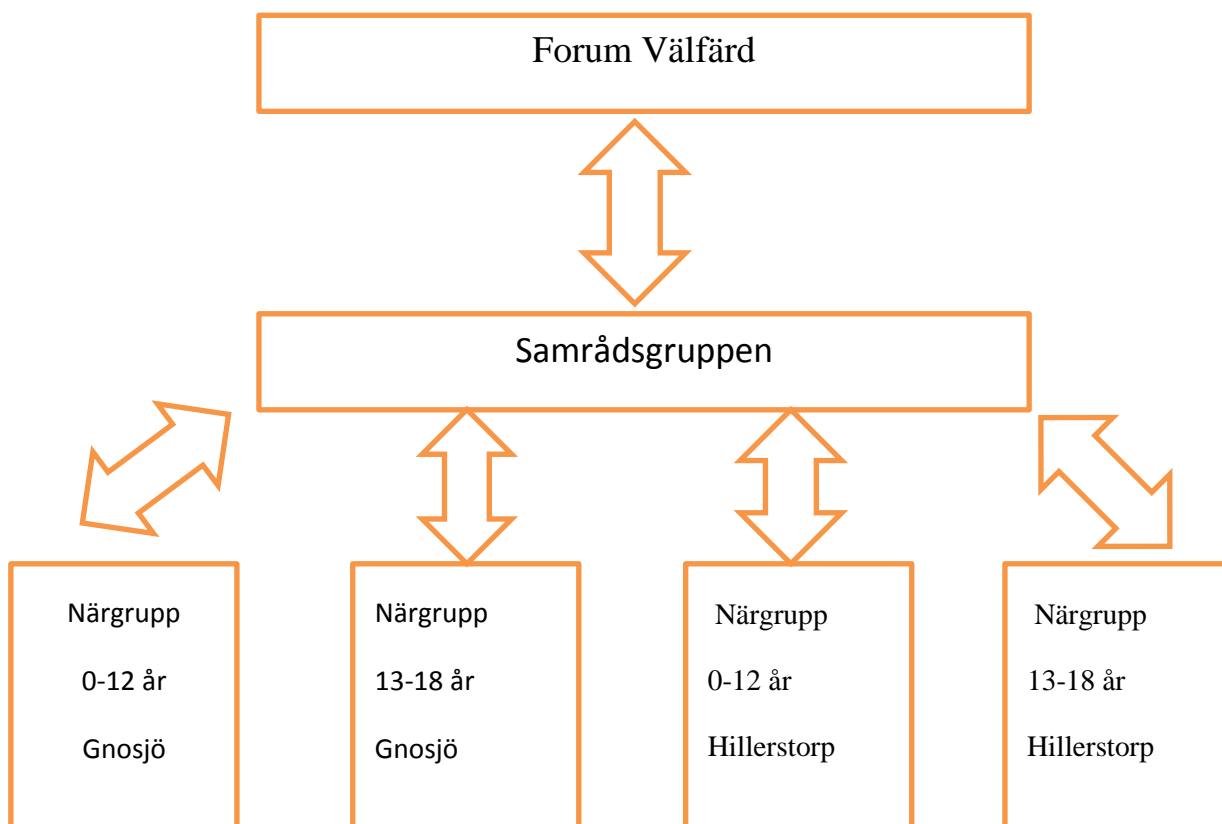 Forum Välfärd
Samrådsgruppen
Närgrupp
0-12 år
Gnosjö
Närgrupp
13-18 år
Gnosjö
Närgrupp
0-12 år
Hillerstorp
Närgrupp
13-18 år
Hillerstorp